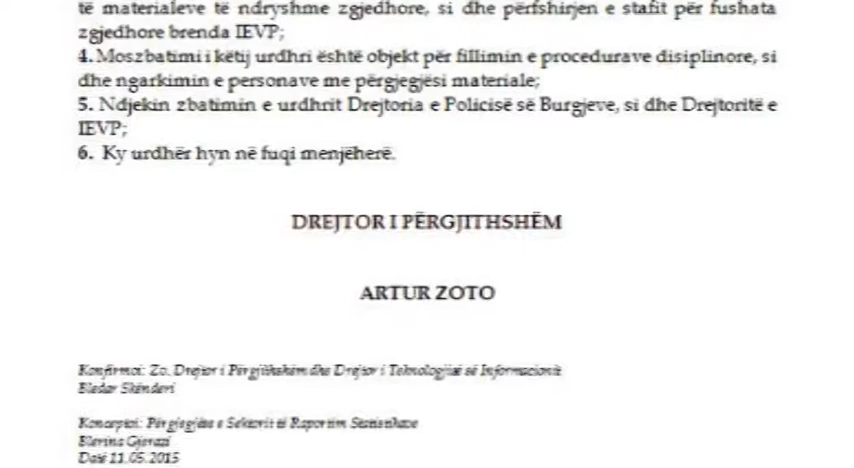 të materialeve të ndryshme zgjedhore, si dhe përfshirjen e stafit për fushata
zgjedhore brenda IEVP;
4. Moszbatimi i këtij urdhri është objekt për fillimin e procedurave disiplinore, si
dhe ngarkimin e personave me përgjegjësi materiale;
5. Ndjekin zbatimin e urdhrit Drejtoria e Policisë së Burgjeve, si dhe Drejtoritë e
IEVP;
6. Ky urdhër hyn në fuqi menjëherë.
DREJTOR I PËRGJITHSHËM
ARTUR ZOTO
Konfirmoi: Zv. Drejtor i Përgjithshëm dhe Drejtor i Teknologjisë së Informacionit
Bledar Skënderi
Konceptoi: Përgjegjëse e Sektorit të Raportim Statistikave
Blerina Gjerazi
Datë 11.05.2015